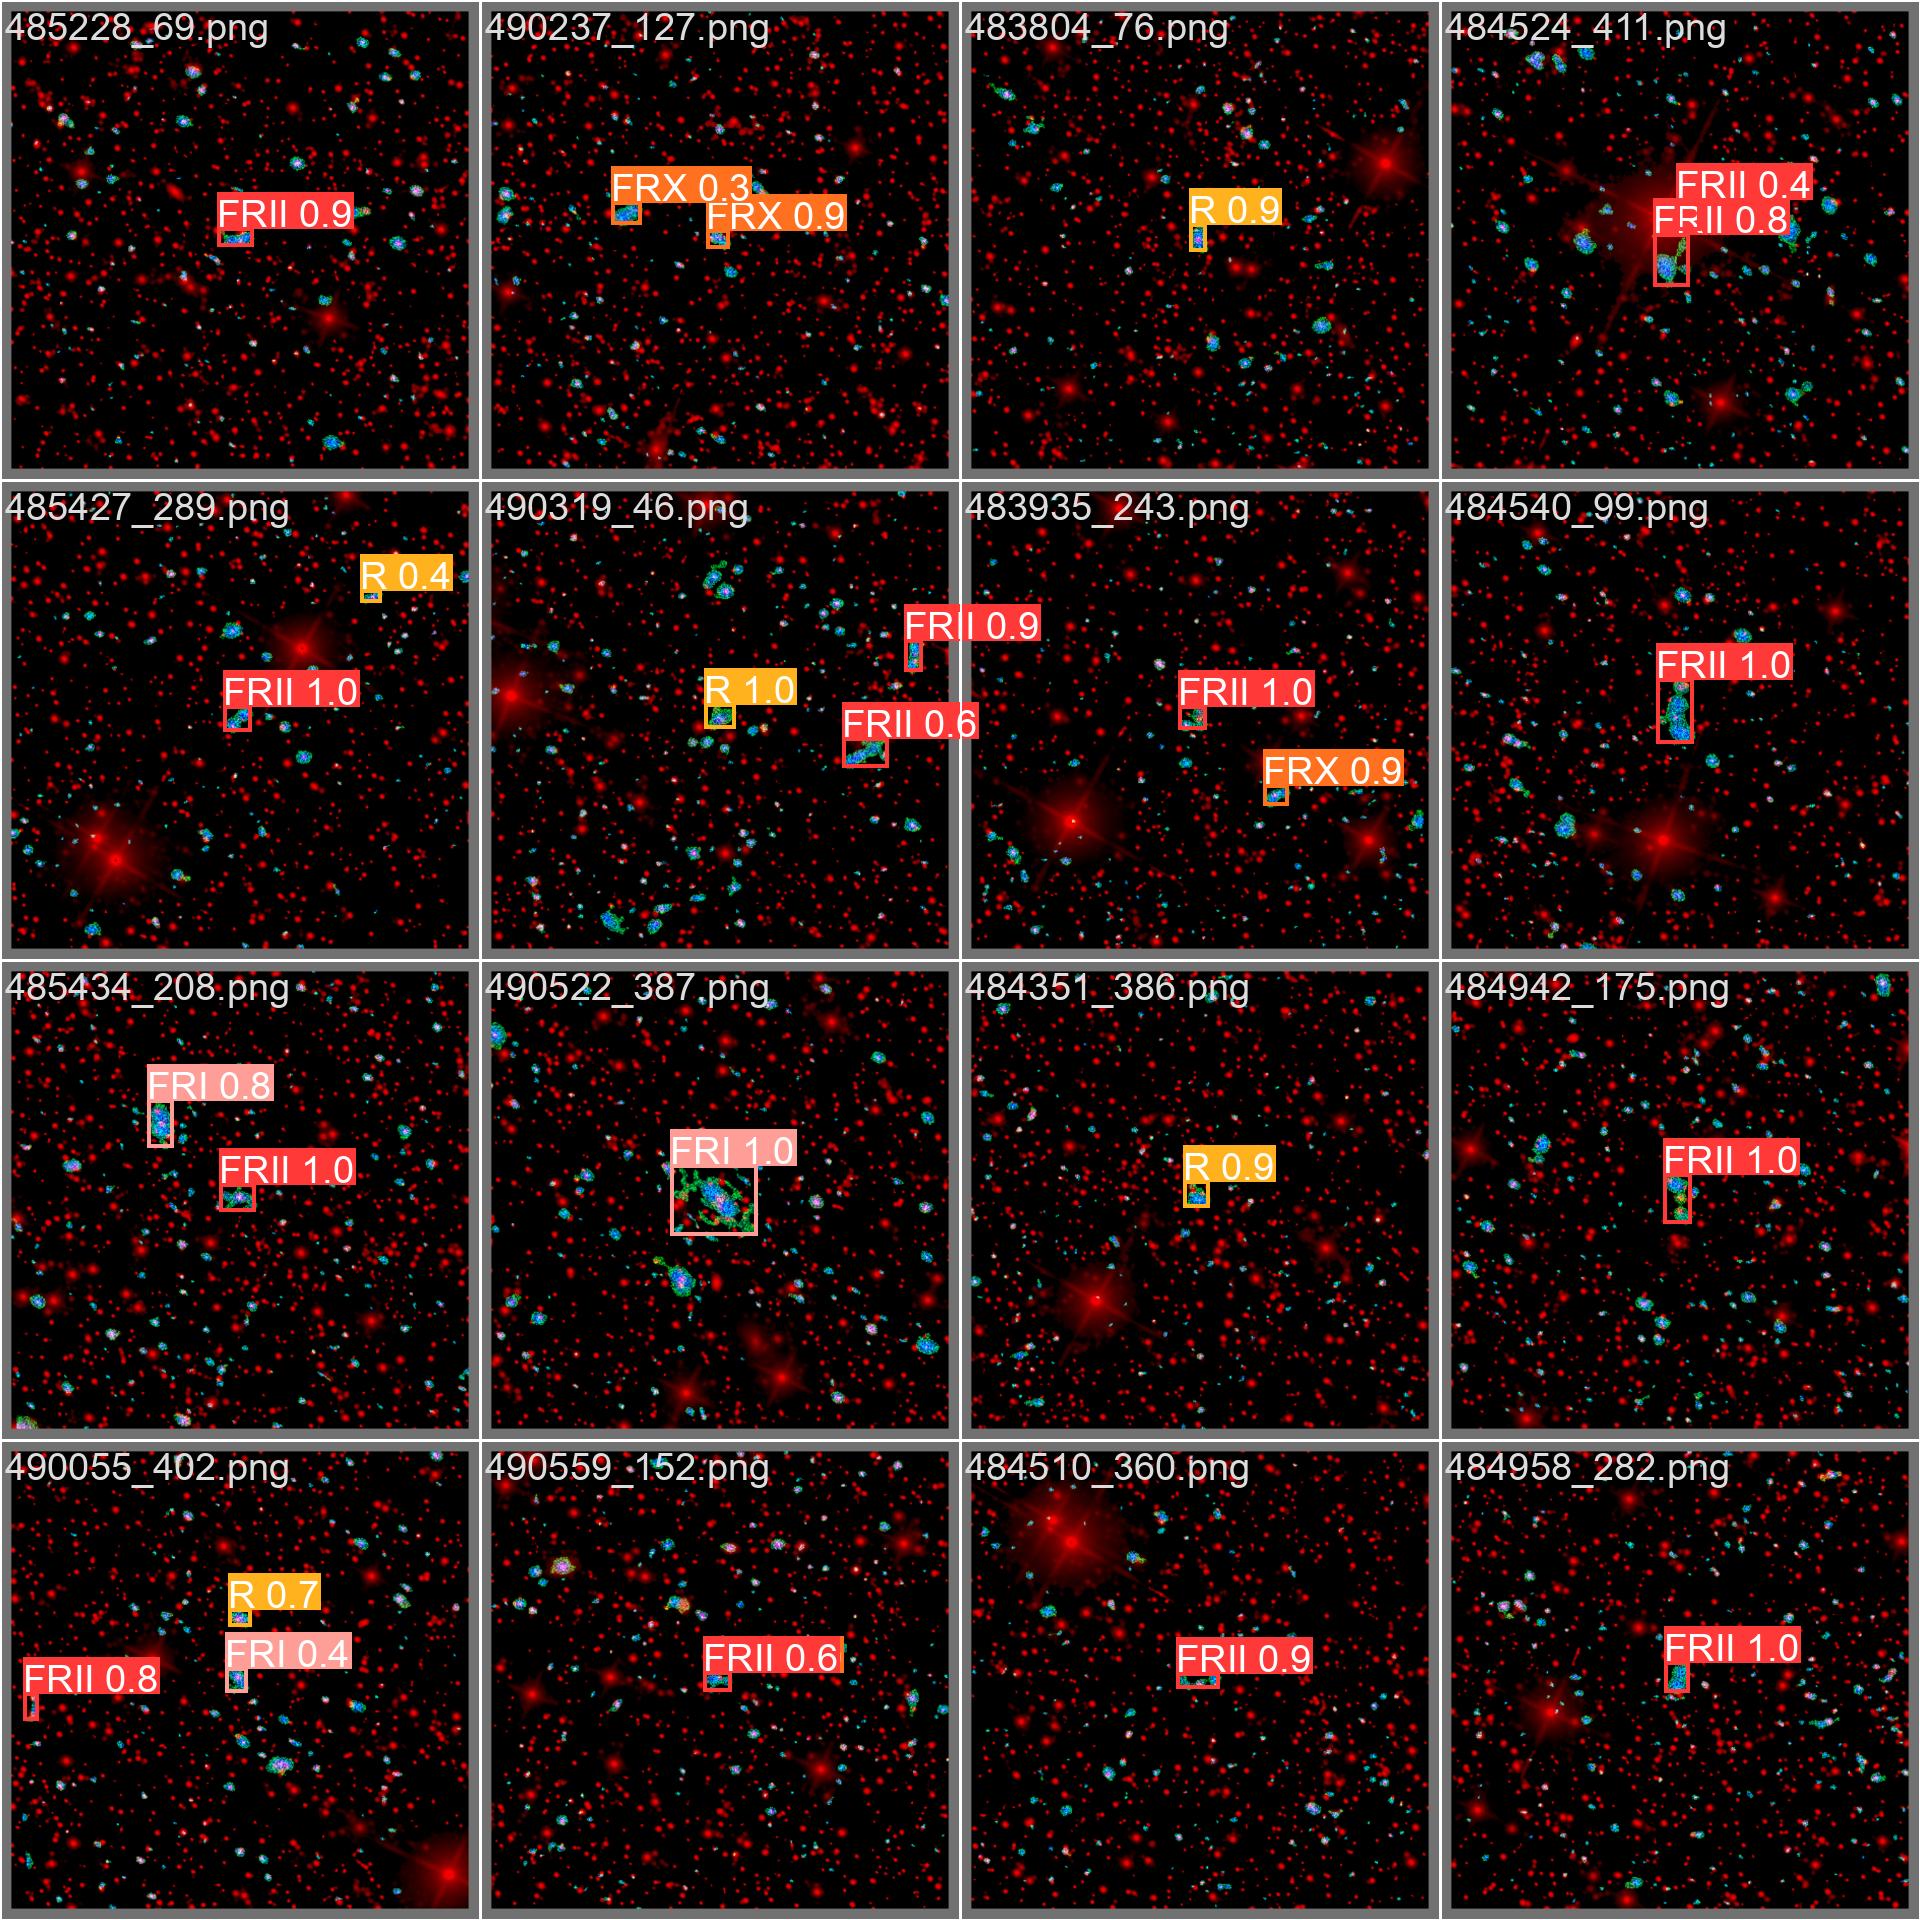 485228_69.png
FRII 0.9
490237_127.png
FRX 0.3
FRX 0.9
483804_76.png
R 0.9
484524_411.png
FRII 0.4
FRII 0.8
485427_289.png
R 0.4
FRII 1.0
490319_46.png
FRII 0.9
R 1.0
FRII 0.6
483935_243.png
FRII 1.0
FRX 0.9
484540_99.png
FRII 1.0
485434_208.png
FRI 0.8
FRII 1.0
490522_387.png
FRI 1.0
484351_386.png
R 0.9
484942_175.png
FRII 1.0
490055_402.png
R 0.7
FRI 0.4
FRII 0.8
490559_152.png
FRII 0.6
484510_360.png
FRII 0.9
484958_282.png
FRII 1.0